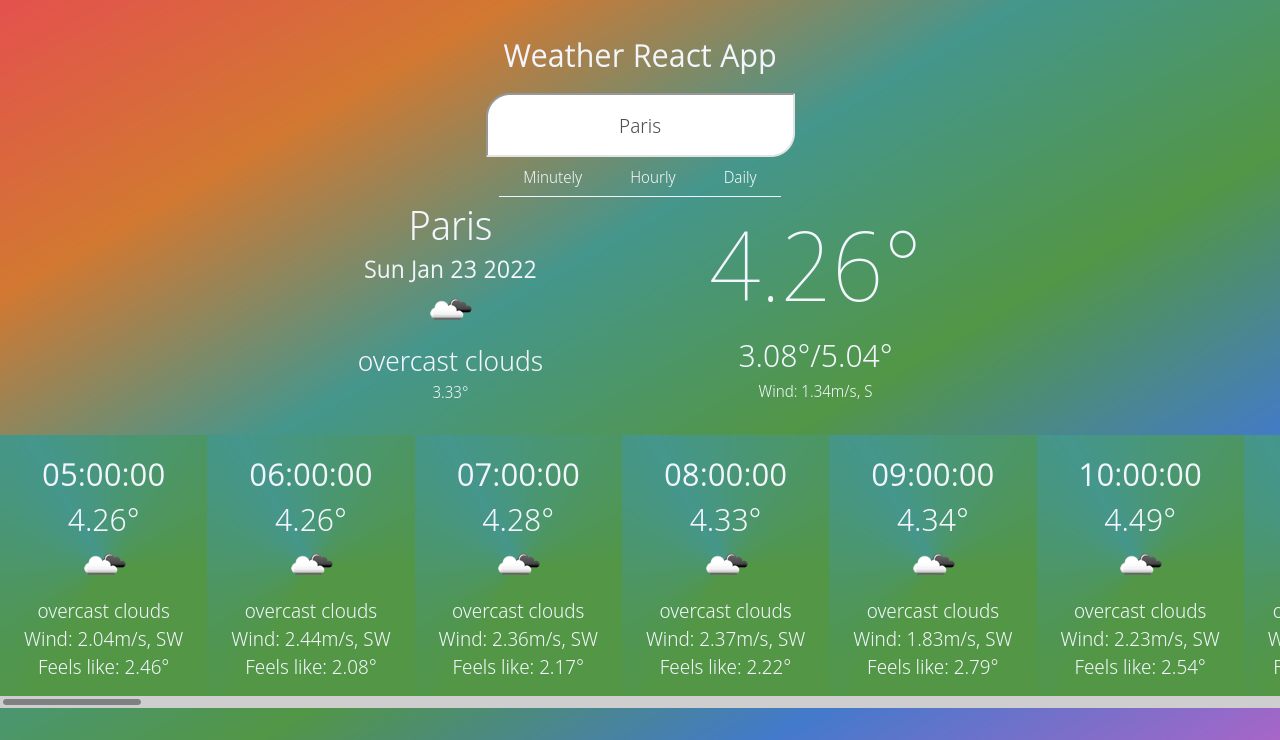 Weather React App
Paris
Minutely Hourly Daily
Paris
Sun Jan 23 2022
overcast clouds
3.33°
4.26°
3.08°/5.04°
Wind: 1.34m/s, S
05:00:00
4.26°
overcast clouds
Wind: 2.04m/s, SW
Feels like: 2.46°
06:00:00
4.26°
overcast clouds
Wind: 2.44m/s, SW
Feels like: 2.08°
07:00:00
4.28°
overcast clouds
Wind: 2.36m/s, SW
Feels like: 2.17°
08:00:00
4.33°
overcast clouds
Wind: 2.37m/s, SW
Feels like: 2.22°
09:00:00
4.34°
overcast clouds
Wind: 1.83m/s, SW
Feels like: 2.79°
10:00:00
4.49°
overcast clouds
Wind: 2.23m/s, SW
Feels like: 2.54°